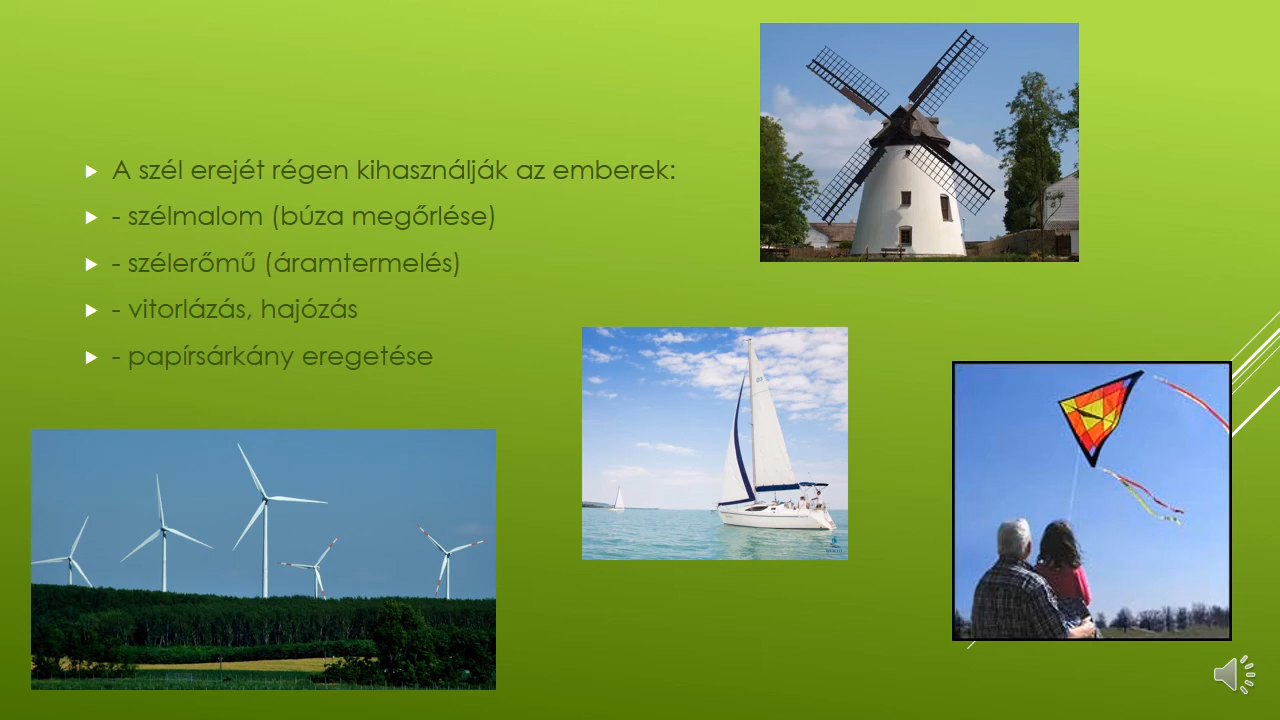 A szél erejét régen kihasználják az emberek:
- szélmalom (búza megőrlése)
- szélerőmű (áramtermelés)
- vitorlázás, hajózás
- papírsárkány eregetése